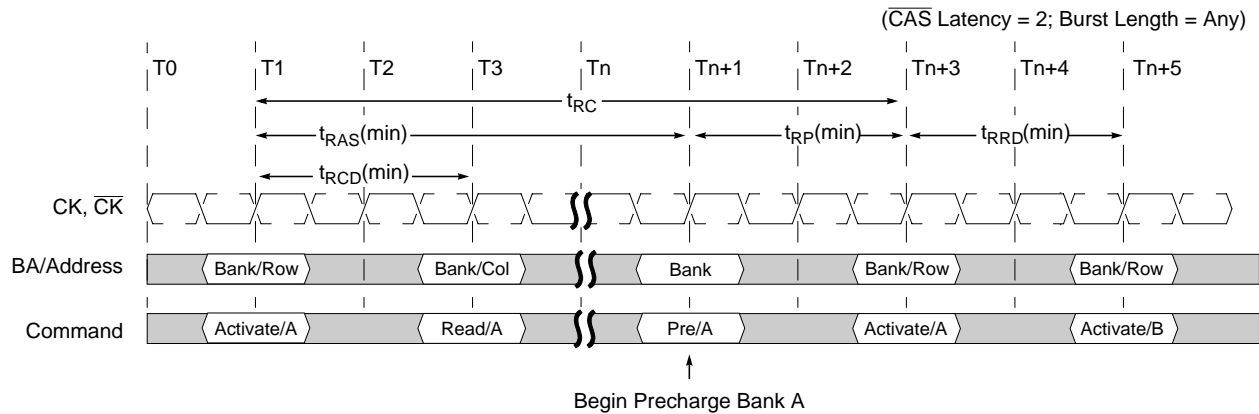 (CAS Latency = 2; Burst Length = Any)
T0 T1 T2 T3 Tn Tn+1 Tn+2 Tn+3 Tn+4 Tn+5
tRC
tRAS(min) tRP(min) tRRD(min)
tRCD(min)
CK, CK
BA/Address Bank/Row Bank/Col Bank Bank/Row Bank/Row
Command Activate/A Read/A Pre/A Activate/A Activate/B
Begin Precharge Bank A